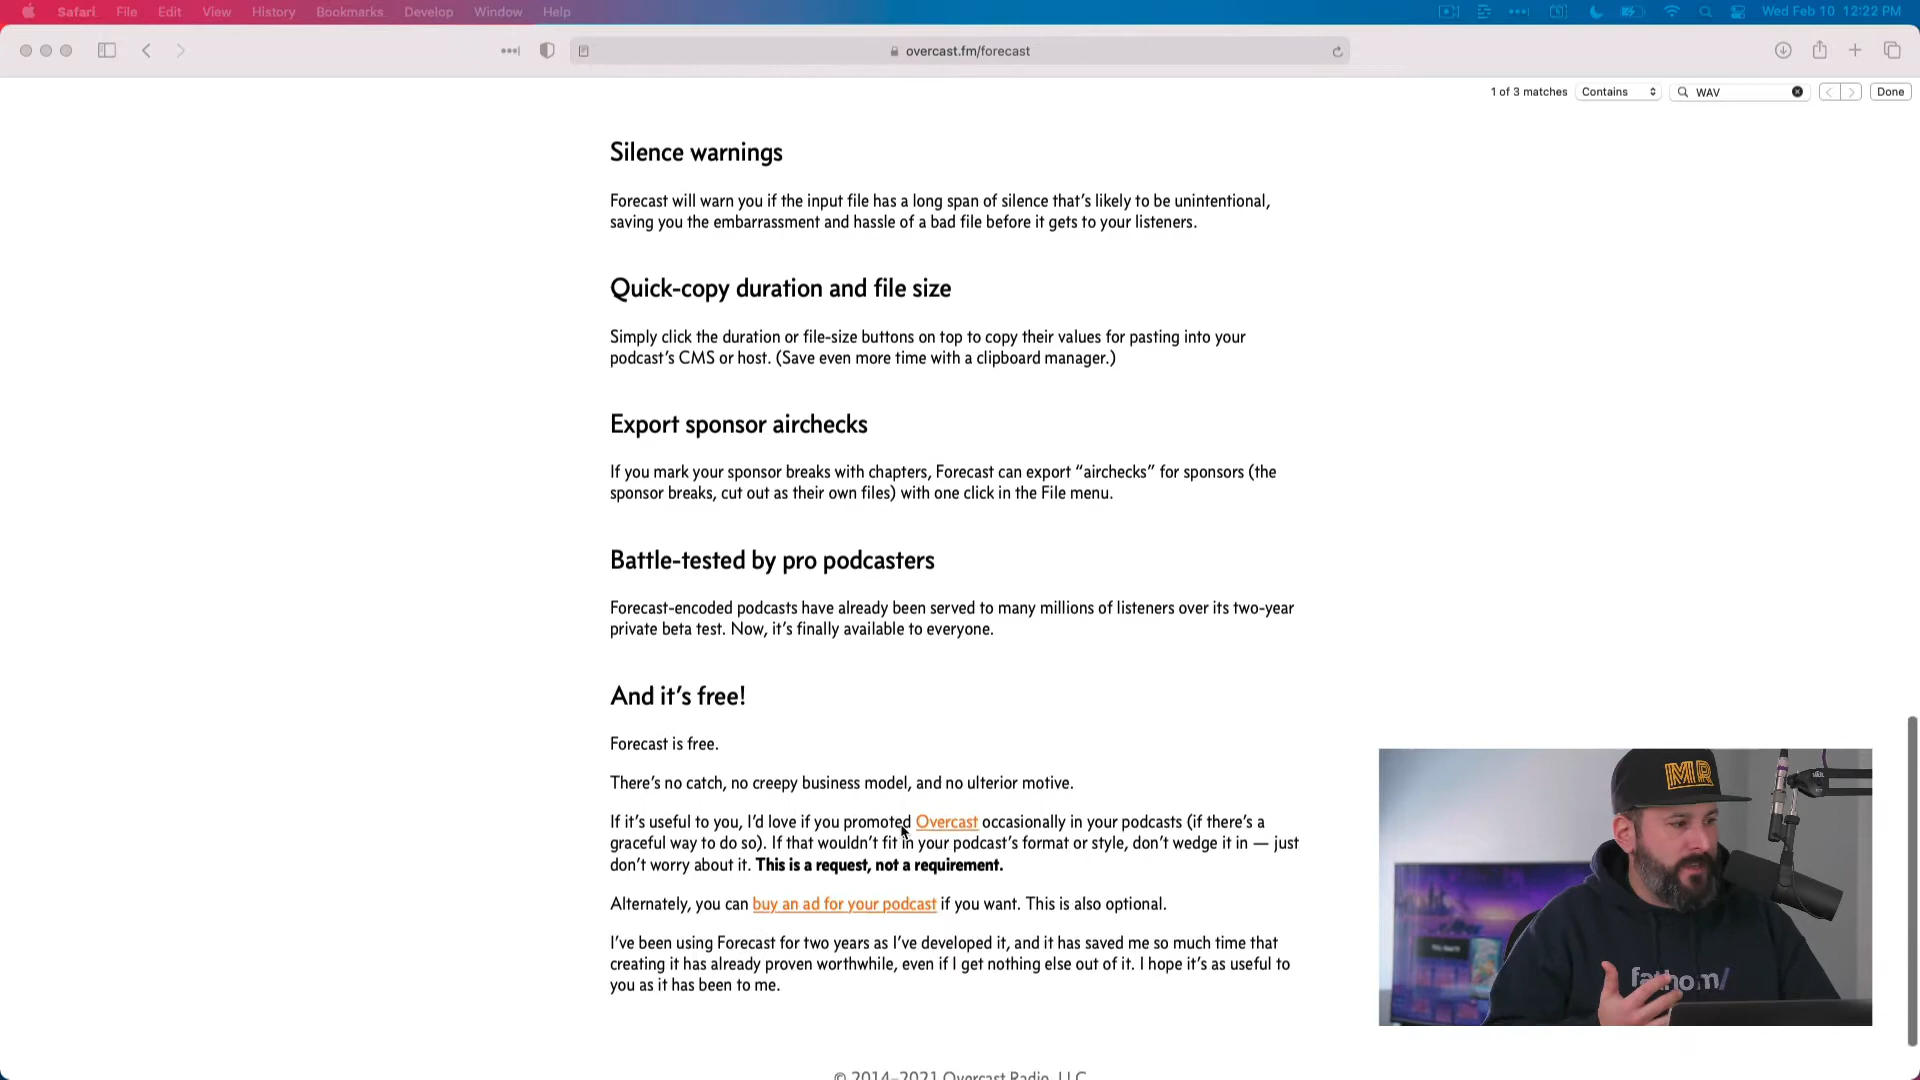 Safari File Edit View History Bookmarks Develop Window Help Wed Feb 10 12:22 PM
overcast.fm/forecast
1 of 3 matches Contains WAV Done
Silence warnings
Forecast will warn you if the input file has a long span of silence that’s likely to be unintentional,
saving you the embarrassment and hassle of a bad file before it gets to your listeners.
Quick-copy duration and file size
Simply click the duration or file-size buttons on top to copy their values for pasting into your
podcast’s CMS or host. (Save even more time with a clipboard manager.)
Export sponsor airchecks
If you mark your sponsor breaks with chapters, Forecast can export “airchecks” for sponsors (the
sponsor breaks, cut out as their own files) with one click in the File menu.
Battle-tested by pro podcasters
Forecast-encoded podcasts have already been served to many millions of listeners over its two-year
private beta test. Now, it’s finally available to everyone.
And it’s free!
Forecast is free.
There’s no catch, no creepy business model, and no ulterior motive.
If it’s useful to you, I’d love if you promoted Overcast occasionally in your podcasts (if there’s a
graceful way to do so). If that wouldn’t fit in your podcast’s format or style, don’t wedge it in — just
don’t worry about it. This is a request, not a requirement.
Alternately, you can buy an ad for your podcast if you want. This is also optional.
I’ve been using Forecast for two years as I’ve developed it, and it has saved me so much time that
creating it has already proven worthwhile, even if I get nothing else out of it. I hope it’s as useful to
you as it has been to me.
MR
fathom/
© 2014–2021 Overcast Radio, LLC